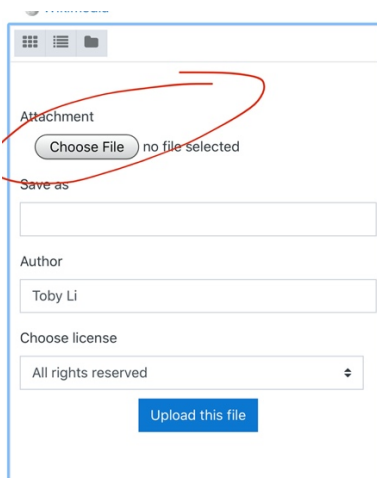 Attachment
Choose File no file selected
Save as
Author
Toby Li
Choose license
All rights reserved
Upload this file